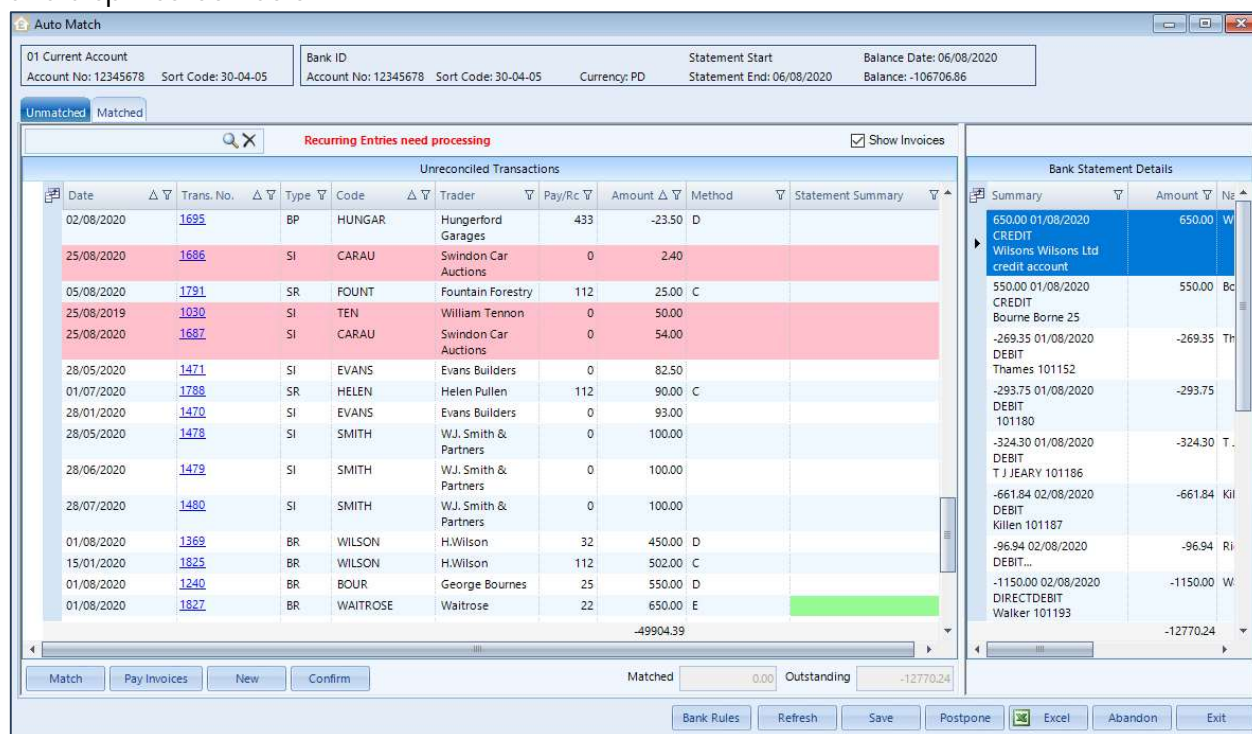 Auto Match
01 Current Account
Account No: 12345678 Sort Code: 30-04-05
Bank ID
Account No: 12345678 Sort Code: 30-04-05 Currency: PD
Statement Start
Statement End: 06/08/2020
Balance Date: 06/08/2020
Balance: -106706.86
Unmatched Matched
Recurring Entries need processing
Show Invoices
Unreconciled Transactions
Date Trans. No. Type Code Trader Pay/Rc Amount Method Statement Summary
02/08/2020 1695 BP HUNGAR Hungerford 433 -23.50 D
Garages
25/08/2020 1686 SI CARAU Swindon Car 0 2.40
Auctions
05/08/2020 1791 SR FOUNT Fountain Forestry 112 25.00 C
25/08/2019 1030 SI TEN William Tennon 0 50.00
25/08/2020 1687 SI CARAU Swindon Car 0 54.00
Auctions
28/05/2020 1471 SI EVANS Evans Builders 0 82.50
01/07/2020 1788 SR HELEN Helen Pullen 112 90.00 C
28/01/2020 1470 SI EVANS Evans Builders 0 93.00
28/05/2020 1478 SI SMITH W.J. Smith & 0 100.00
Partners
28/06/2020 1479 SI SMITH W.J. Smith & 0 100.00
Partners
28/07/2020 1480 SI SMITH W.J. Smith & 0 100.00
Partners
01/08/2020 1369 BR WILSON H.Wilson 32 450.00 D
15/01/2020 1825 BR WILSON H.Wilson 112 502.00 C
01/08/2020 1240 BR BOUR George Bournes 25 550.00 D
01/08/2020 1827 BR WAITROSE Waitrose 22 650.00 E
-49904.39
Bank Statement Details
Summary Amount Na
650.00 01/08/2020 650.00 W
CREDIT
Wilsons Wilsons Ltd
credit account
550.00 01/08/2020 550.00 Bo
CREDIT
Bourne Borne 25
-269.35 01/08/2020 -269.35 Th
DEBIT
Thames 101152
-293.75 01/08/2020 -293.75
DEBIT
101180
-324.30 01/08/2020 -324.30 T .
DEBIT
T J JEARY 101186
-661.84 02/08/2020 -661.84 Kil
DEBIT
Killen 101187
-96.94 02/08/2020 -96.94 Ri
DEBIT...
-1150.00 02/08/2020 -1150.00 W
DIRECTDEBIT
Walker 101193
-12770.24
Match Pay Invoices New Confirm
Matched 0.00 Outstanding -12770.24
Bank Rules Refresh Save Postpone Excel Abandon Exit